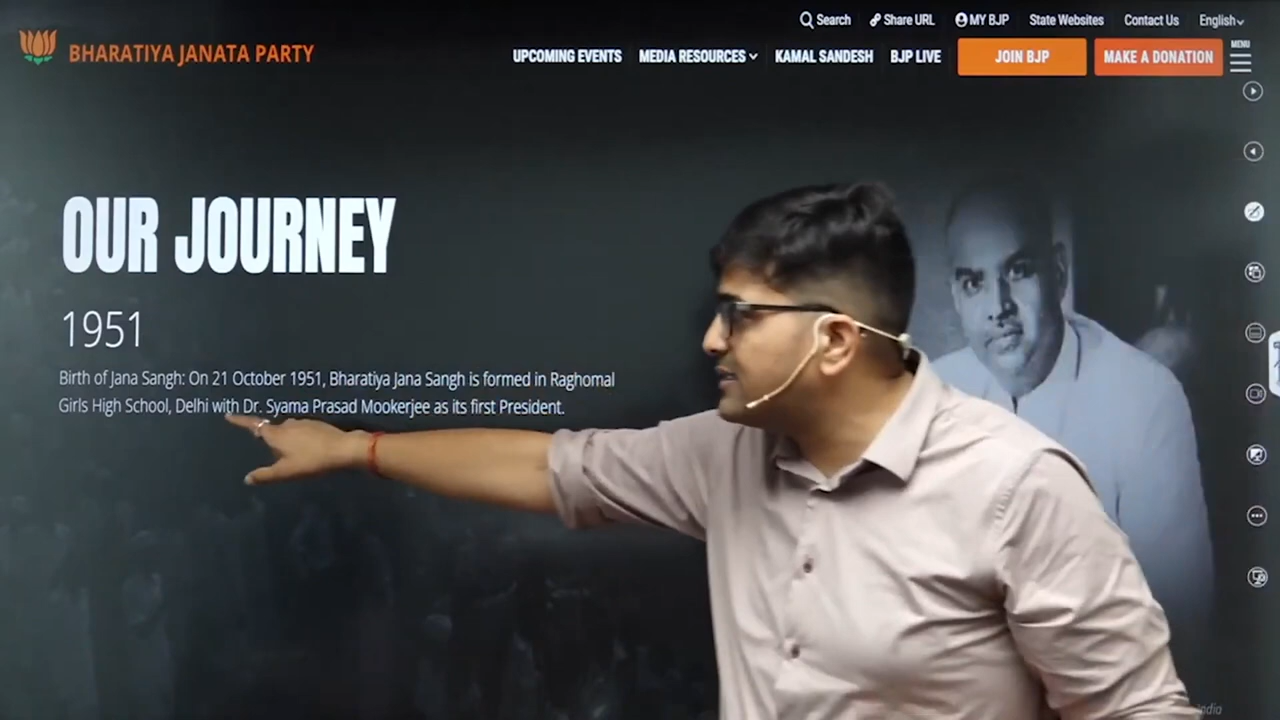 Search
Share URL
MY BJP
State Websites
Contact Us
English
BHARATIYA JANATA PARTY
UPCOMING EVENTS
MEDIA RESOURCES
KAMAL SANDESH
BJP LIVE
JOIN BJP
MAKE A DONATION
MENU
OUR JOURNEY
1951
Birth of Jana Sangh: On 21 October 1951, Bharatiya Jana Sangh is formed in Raghomal
Girls High School, Delhi with Dr. Syama Prasad Mookerjee as its first President.
India